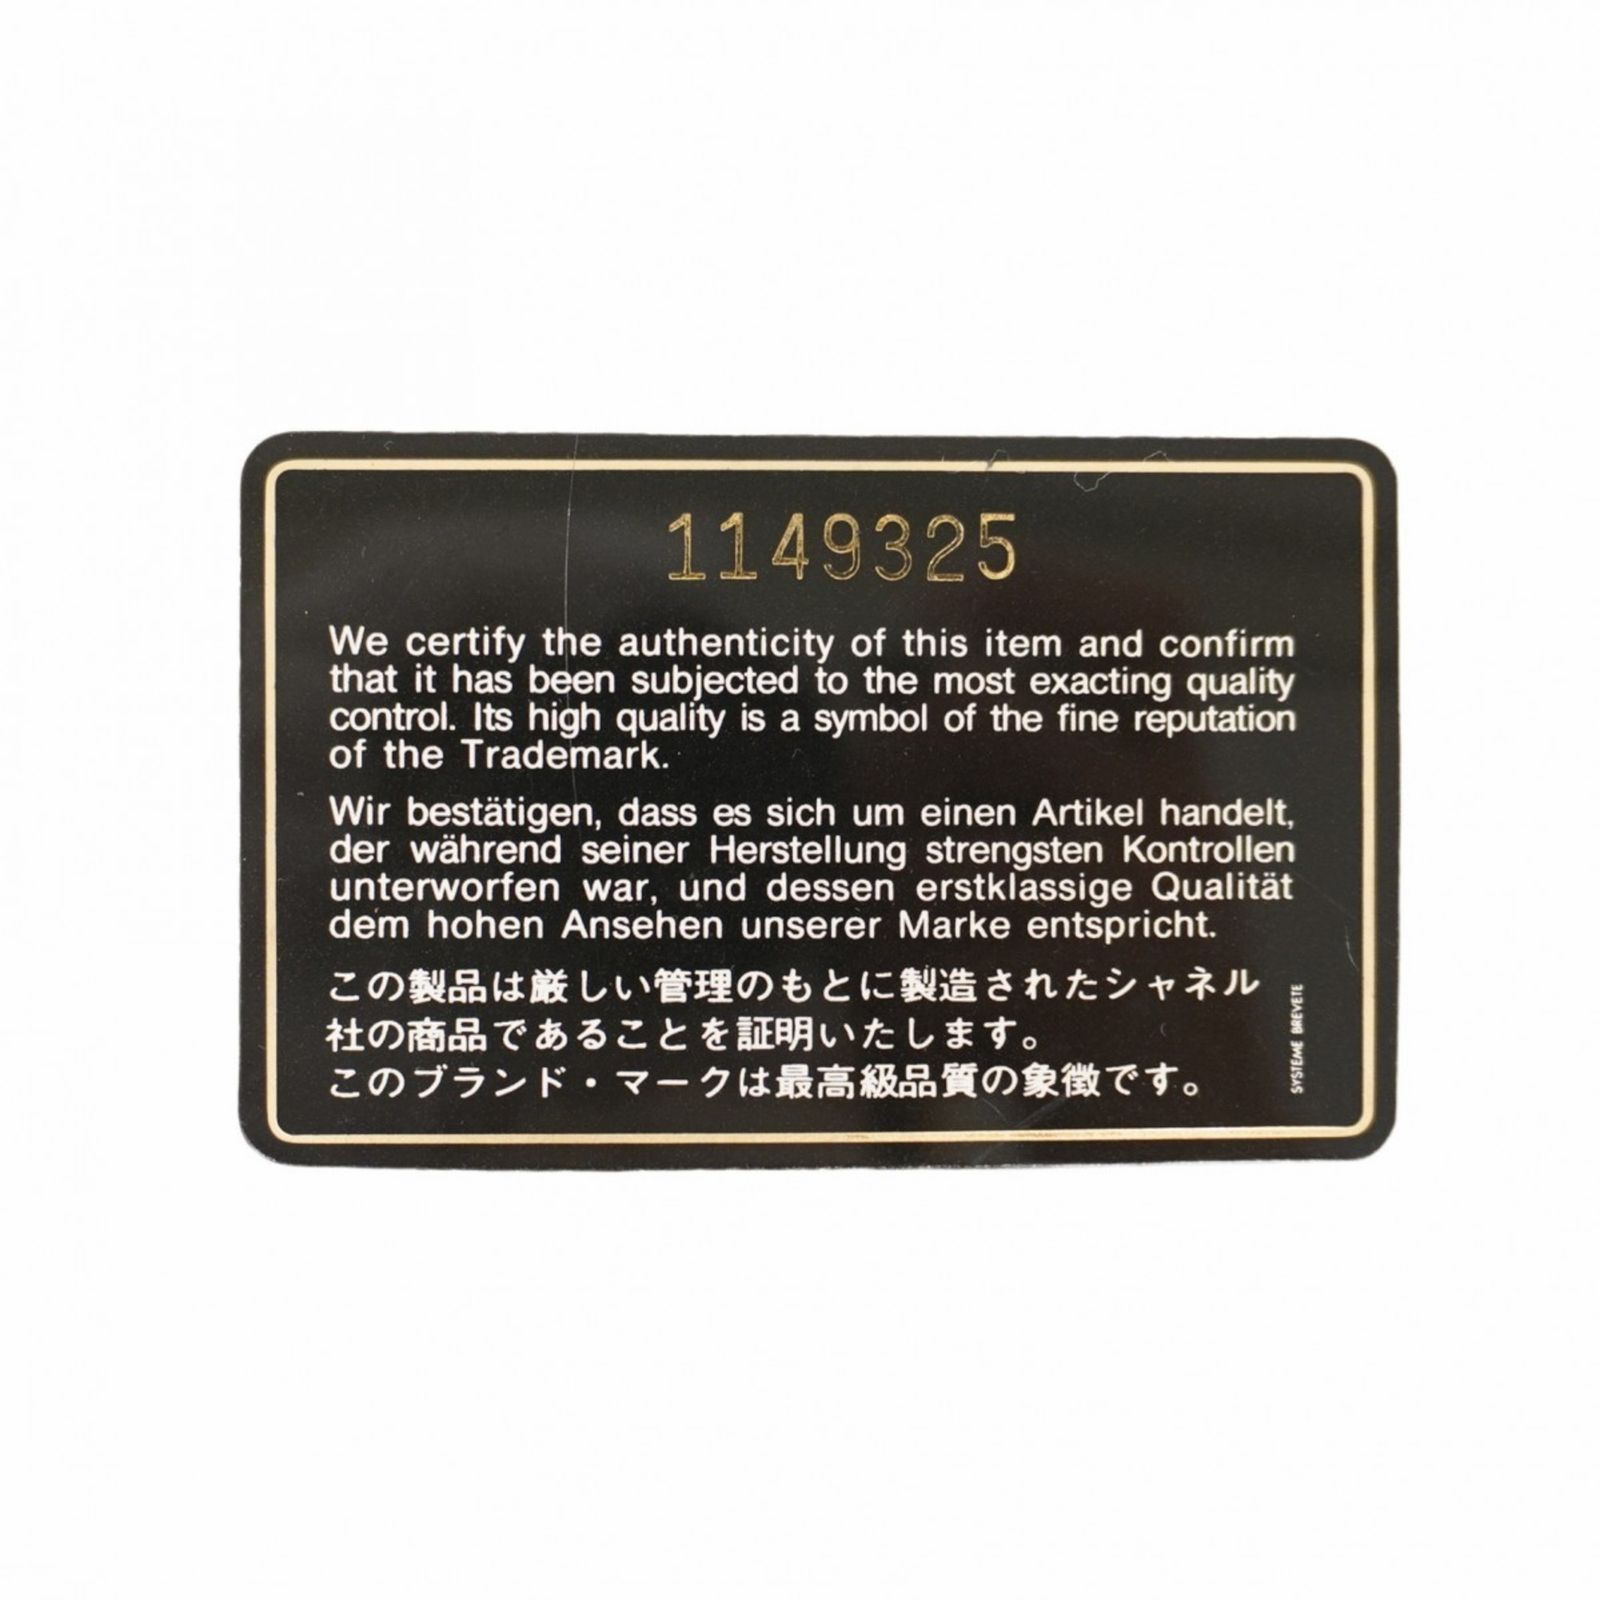 1149325
We certify the authenticity of this item and confirm
that it has been subjected to the most exacting quality
control. Its high quality is a symbol of the fine reputation
of the Trademark.
Wir bestätigen, dass es sich um einen Artikel handelt,
der während seiner Herstellung strengsten Kontrollen
unterworfen war, und dessen erstklassige Qualität
dem hohen Ansehen unserer Marke entspricht.
この製品は厳しい管理のもとに製造されたシャネル
社の商品であることを証明いたします。
このブランド・マークは最高級品質の象徴です。
SYSTEME BREVETE